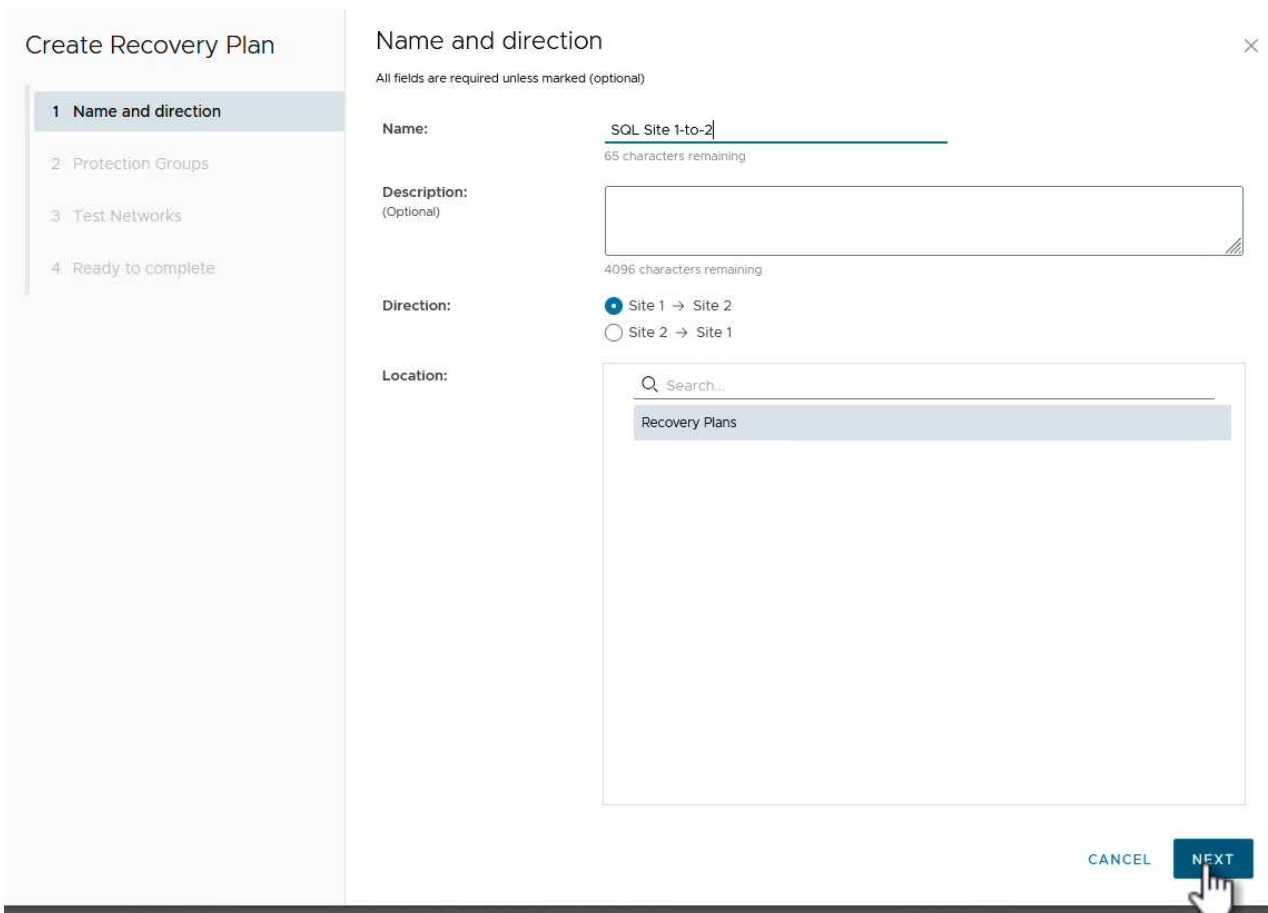 Create Recovery Plan
1 Name and direction
2 Protection Groups
3 Test Networks
4 Ready to complete
Name and direction
All fields are required unless marked (optional)
Name:
SQL Site 1-to-2
65 characters remaining
Description:
(Optional)
4096 characters remaining
Direction:
Site 1 → Site 2
Site 2 → Site 1
Location:
Search...
Recovery Plans
CANCEL
NEXT